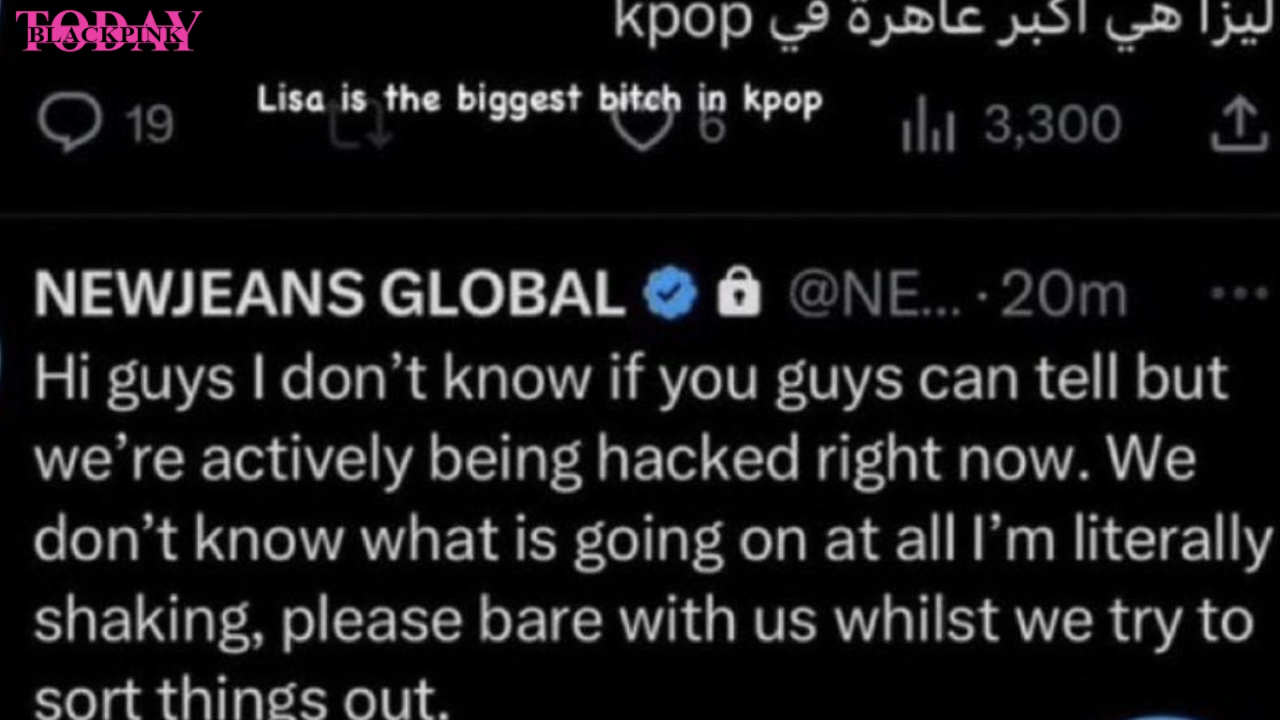 TODAY
BLACKPINK
ليزا هي أكبر عاهرة في kpop
Lisa is the biggest bitch in kpop
19 6 3,300
NEWJEANS GLOBAL @NE... · 20m
Hi guys I don't know if you guys can tell but
we're actively being hacked right now. We
don't know what is going on at all I'm literally
shaking, please bare with us whilst we try to
sort things out.